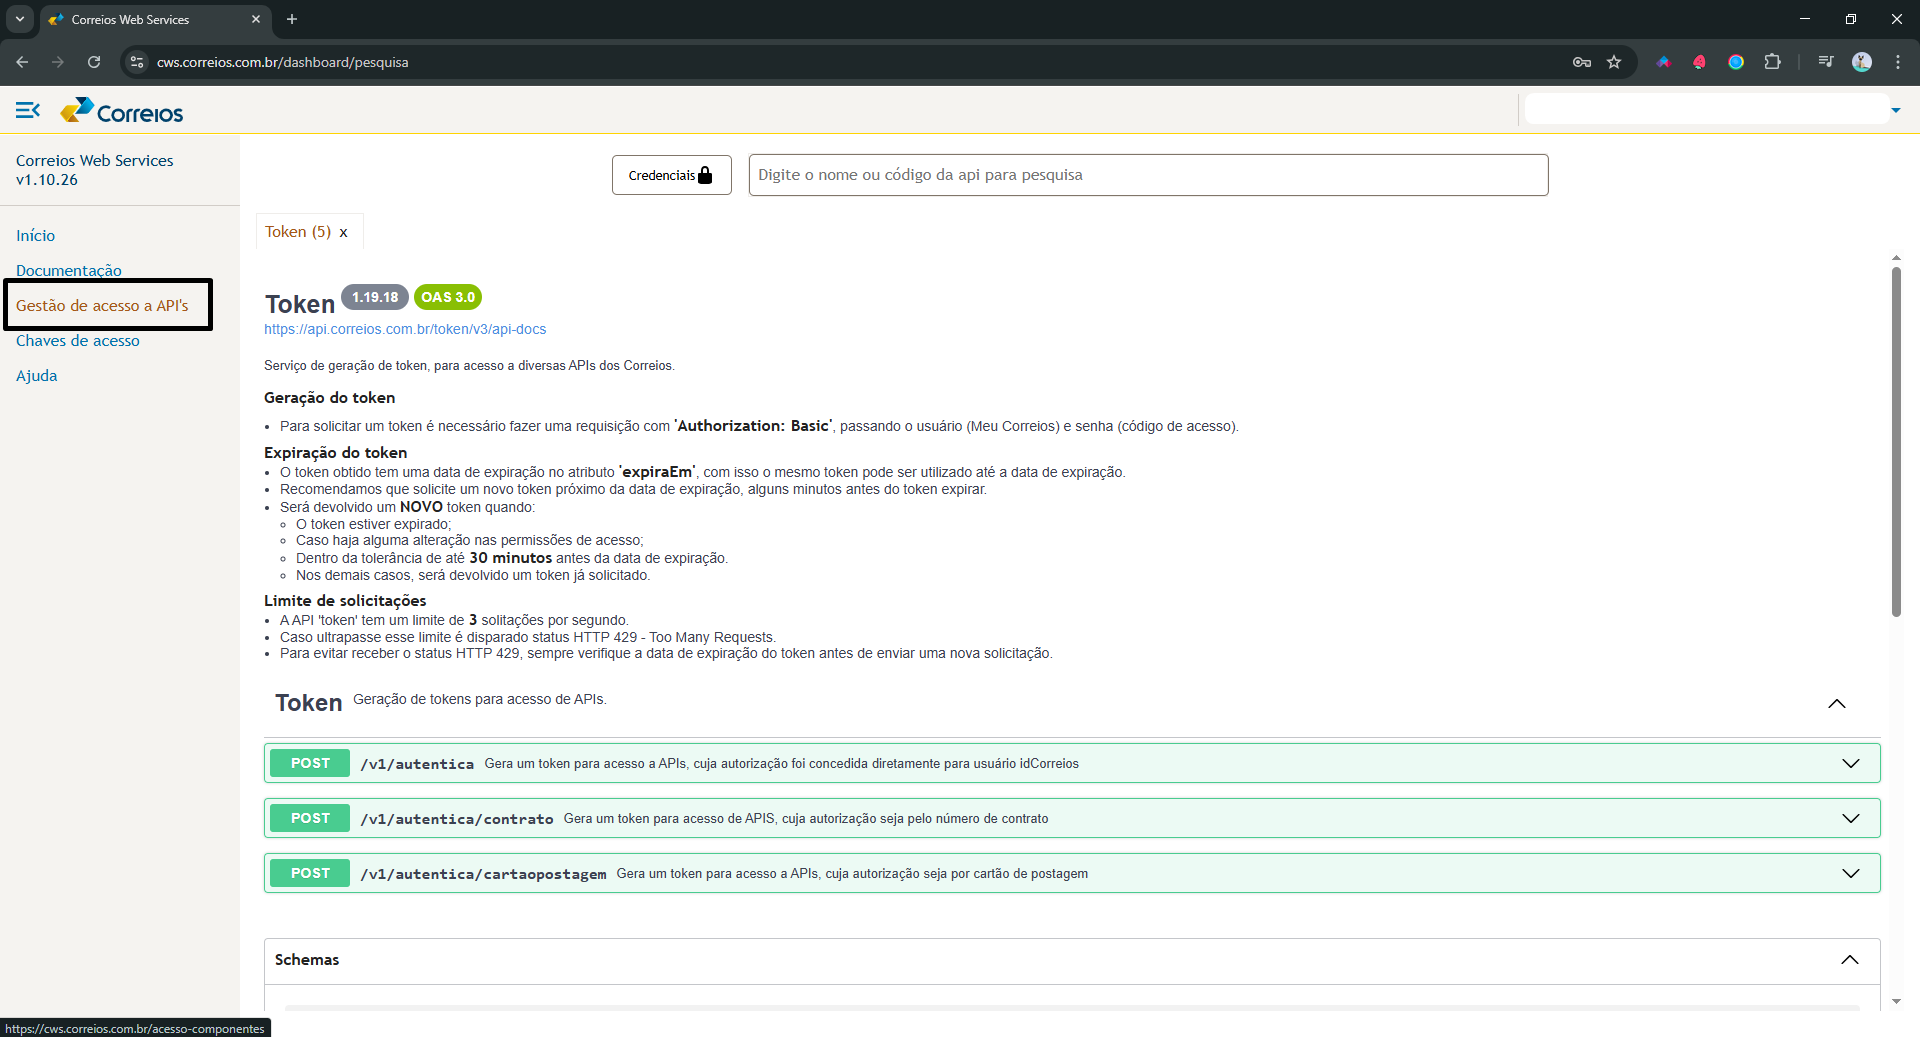 Correios Web Services
cws.correios.com.br/dashboard/pesquisa
Correios
Correios Web Services
v1.10.26
Início
Documentação
Gestão de acesso a API's
Chaves de acesso
Ajuda
Credenciais
Digite o nome ou código da api para pesquisa
Token (5) x
Token 1.19.18 OAS 3.0
https://api.correios.com.br/token/v3/api-docs
Serviço de geração de token, para acesso a diversas APIs dos Correios.
Geração do token
• Para solicitar um token é necessário fazer uma requisição com 'Authorization: Basic', passando o usuário (Meu Correios) e senha (código de acesso).
Expiração do token
• O token obtido tem uma data de expiração no atributo 'expiraEm', com isso o mesmo token pode ser utilizado até a data de expiração.
• Recomendamos que solicite um novo token próximo da data de expiração, alguns minutos antes do token expirar.
• Será devolvido um NOVO token quando:
◦ O token estiver expirado;
◦ Caso haja alguma alteração nas permissões de acesso;
◦ Dentro da tolerância de até 30 minutos antes da data de expiração.
◦ Nos demais casos, será devolvido um token já solicitado.
Limite de solicitações
• A API 'token' tem um limite de 3 solitações por segundo.
• Caso ultrapasse esse limite é disparado status HTTP 429 - Too Many Requests.
• Para evitar receber o status HTTP 429, sempre verifique a data de expiração do token antes de enviar uma nova solicitação.
Token Geração de tokens para acesso de APIs.
POST /v1/autentica Gera um token para acesso a APIs, cuja autorização foi concedida diretamente para usuário idCorreios
POST /v1/autentica/contrato Gera um token para acesso de APIS, cuja autorização seja pelo número de contrato
POST /v1/autentica/cartaopostagem Gera um token para acesso a APIs, cuja autorização seja por cartão de postagem
Schemas
https://cws.correios.com.br/acesso-componentes